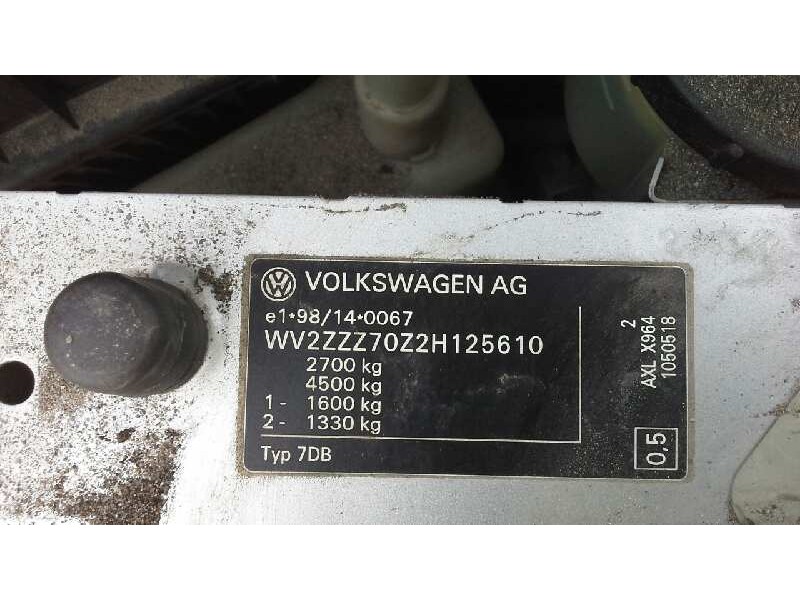 VOLKSWAGEN AG
e1*98/14*0067
WV2ZZZ70Z2H125610
2700 kg
4500 kg
1- 1600 kg
2- 1330 kg
Typ 7DB
2
AXL X964
1050518
0,5